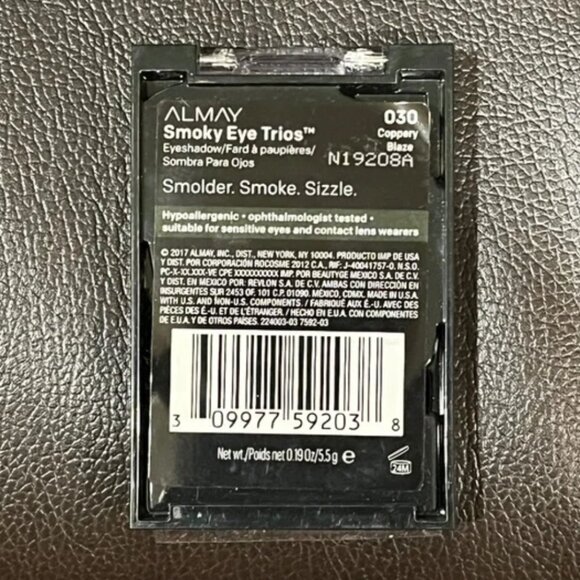 ALMAY
Smoky Eye Trios™
Eyeshadow/Fard à paupières/
Sombra Para Ojos
030
Coppery
Blaze
N19208A
Smolder. Smoke. Sizzle.
Hypoallergenic • ophthalmologist tested •
suitable for sensitive eyes and contact lens wearers
© 2017 ALMAY, INC., DIST., NEW YORK, NY 10004. PRODUCTO IMP DE USA
Y DIST. POR CORPORACIÓN ROCOSME 2012 C.A., RIF: J-40041757-0. N.S.O.
PC-X-XX.XXX-VE CPE XXXXXXXXXX IMP. POR BEAUTYGE MEXICO S.A. DE C.V.
Y DIST. EN MEXICO POR: REVLON S.A. DE C.V. AMBAS CON DIRECCIÓN EN
INSURGENTES SUR 2453 OF. 101 C.P. 01090. MÉXICO, CDMX. MADE IN U.S.A.
WITH U.S. AND NON-U.S. COMPONENTS. / FABRIQUÉ AUX É.U. AVEC DES
PIÈCES DES É.U. ET DE L'ÉTRANGER. / HECHO EN E.U.A. CON COMPONENTES
DE E.U.A. Y DE OTROS PAÍSES. 224003-03 7592-03
3 09977 59203 8
Net wt./Poids net 0.19 Oz/5.5 g e
24M